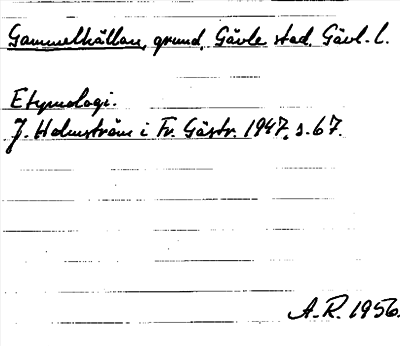 Gammelhällan, grund, Gävle stad, Gävl. l.
Etymologi.
J. Holmström i Fr. Gästr. 1947, s. 67.
A.R. 1956.